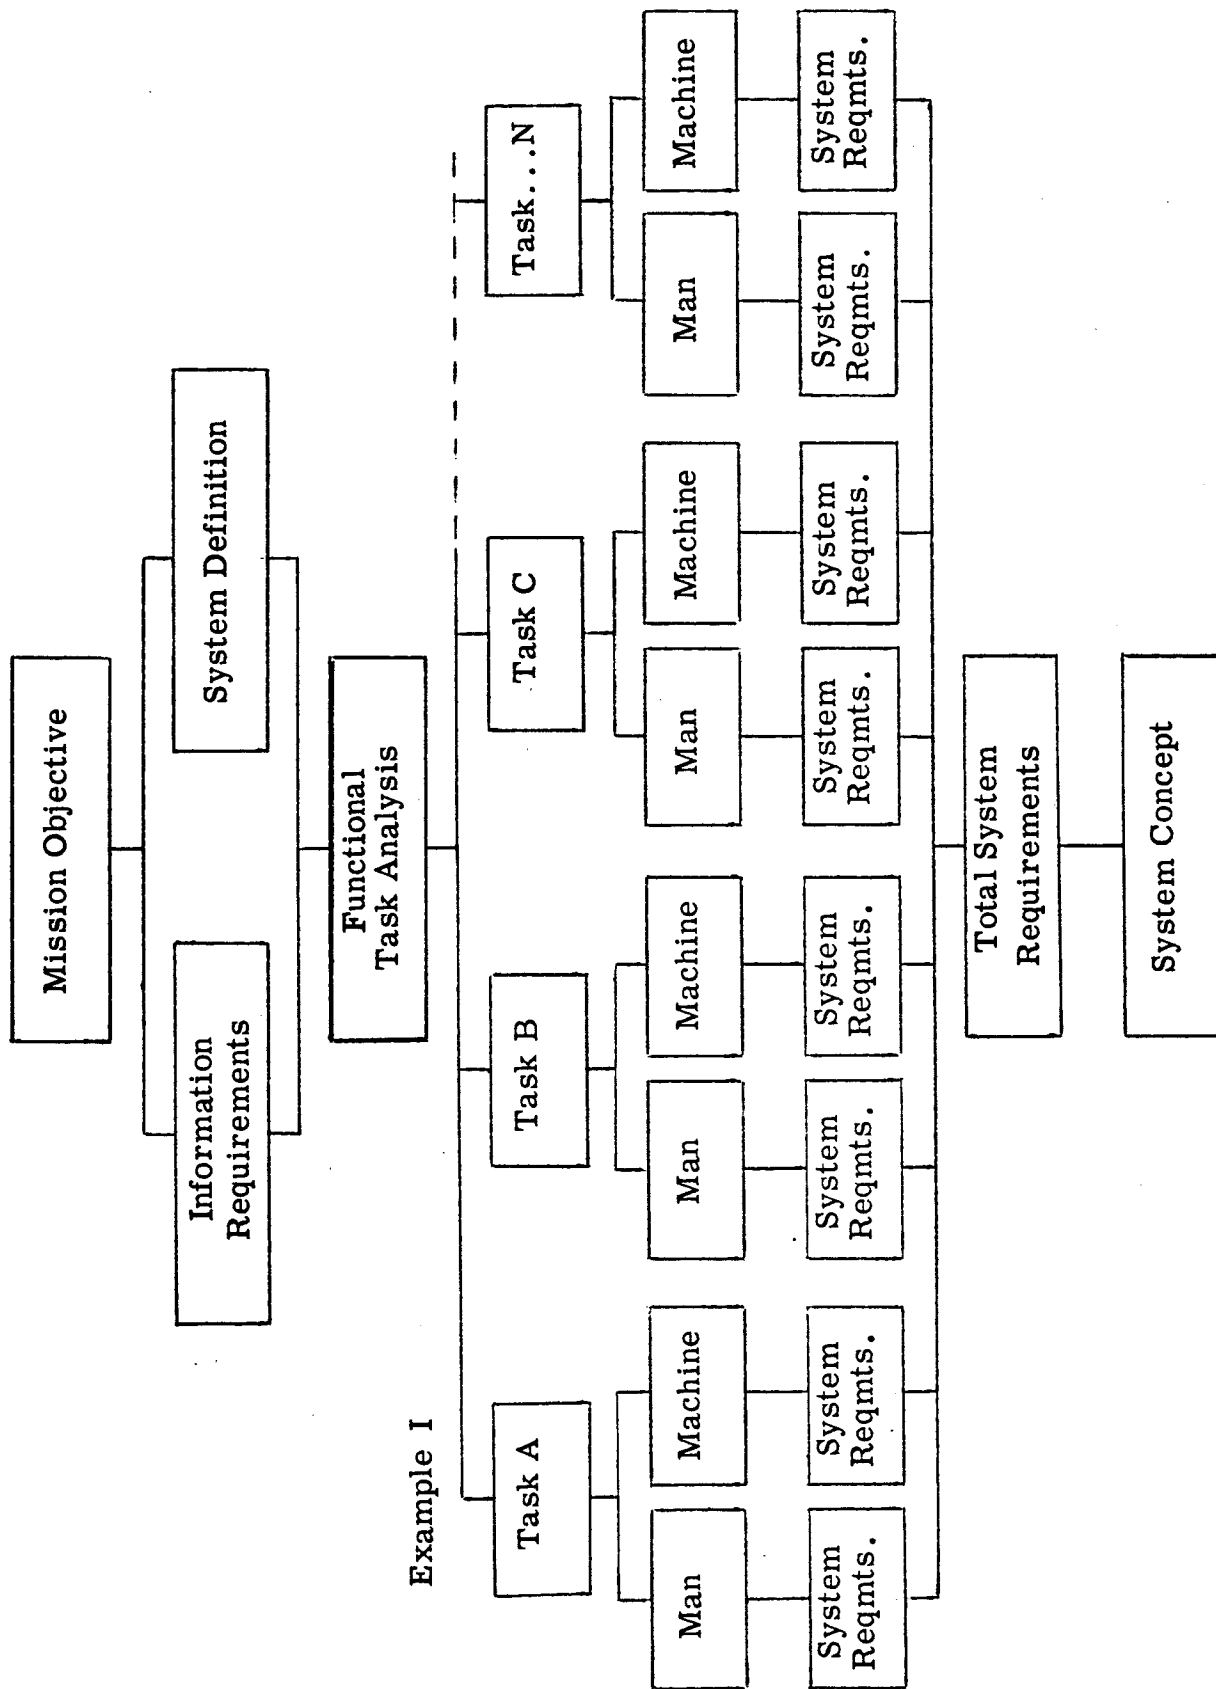 Mission Objective
Information
Requirements
System Definition
Functional
Task Analysis
Example I
Task A
Task B
Task C
Task...N
Man
Machine
Man
Machine
Man
Machine
Man
Machine
System
Reqmts.
System
Reqmts.
System
Reqmts.
System
Reqmts.
System
Reqmts.
System
Reqmts.
System
Reqmts.
System
Reqmts.
Total System
Requirements
System Concept